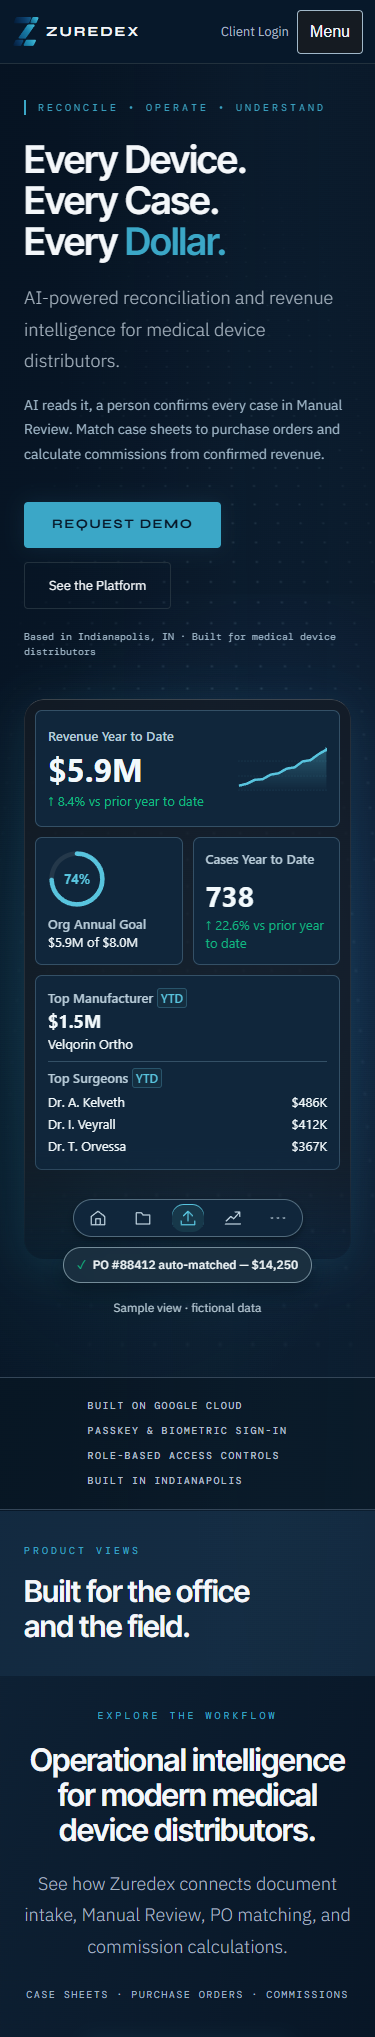 ZUREDEX
Client Login
Menu
RECONCILE • OPERATE • UNDERSTAND
Every Device.
Every Case.
Every Dollar.
AI-powered reconciliation and revenue
intelligence for medical device
distributors.
AI reads it, a person confirms every case in Manual
Review. Match case sheets to purchase orders and
calculate commissions from confirmed revenue.
REQUEST DEMO
See the Platform
Based in Indianapolis, IN · Built for medical device
distributors
Revenue Year to Date
$5.9M
↑ 8.4% vs prior year to date
74%
Org Annual Goal
$5.9M of $8.0M
Cases Year to Date
738
↑ 22.6% vs prior year
to date
Top Manufacturer YTD
$1.5M
Velqorin Ortho
Top Surgeons YTD
Dr. A. Kelveth $486K
Dr. I. Veyrall $412K
Dr. T. Orvessa $367K
✓ PO #88412 auto-matched — $14,250
Sample view · fictional data
BUILT ON GOOGLE CLOUD
PASSKEY & BIOMETRIC SIGN-IN
ROLE-BASED ACCESS CONTROLS
BUILT IN INDIANAPOLIS
PRODUCT VIEWS
Built for the office
and the field.
EXPLORE THE WORKFLOW
Operational intelligence
for modern medical
device distributors.
See how Zuredex connects document
intake, Manual Review, PO matching, and
commission calculations.
CASE SHEETS · PURCHASE ORDERS · COMMISSIONS